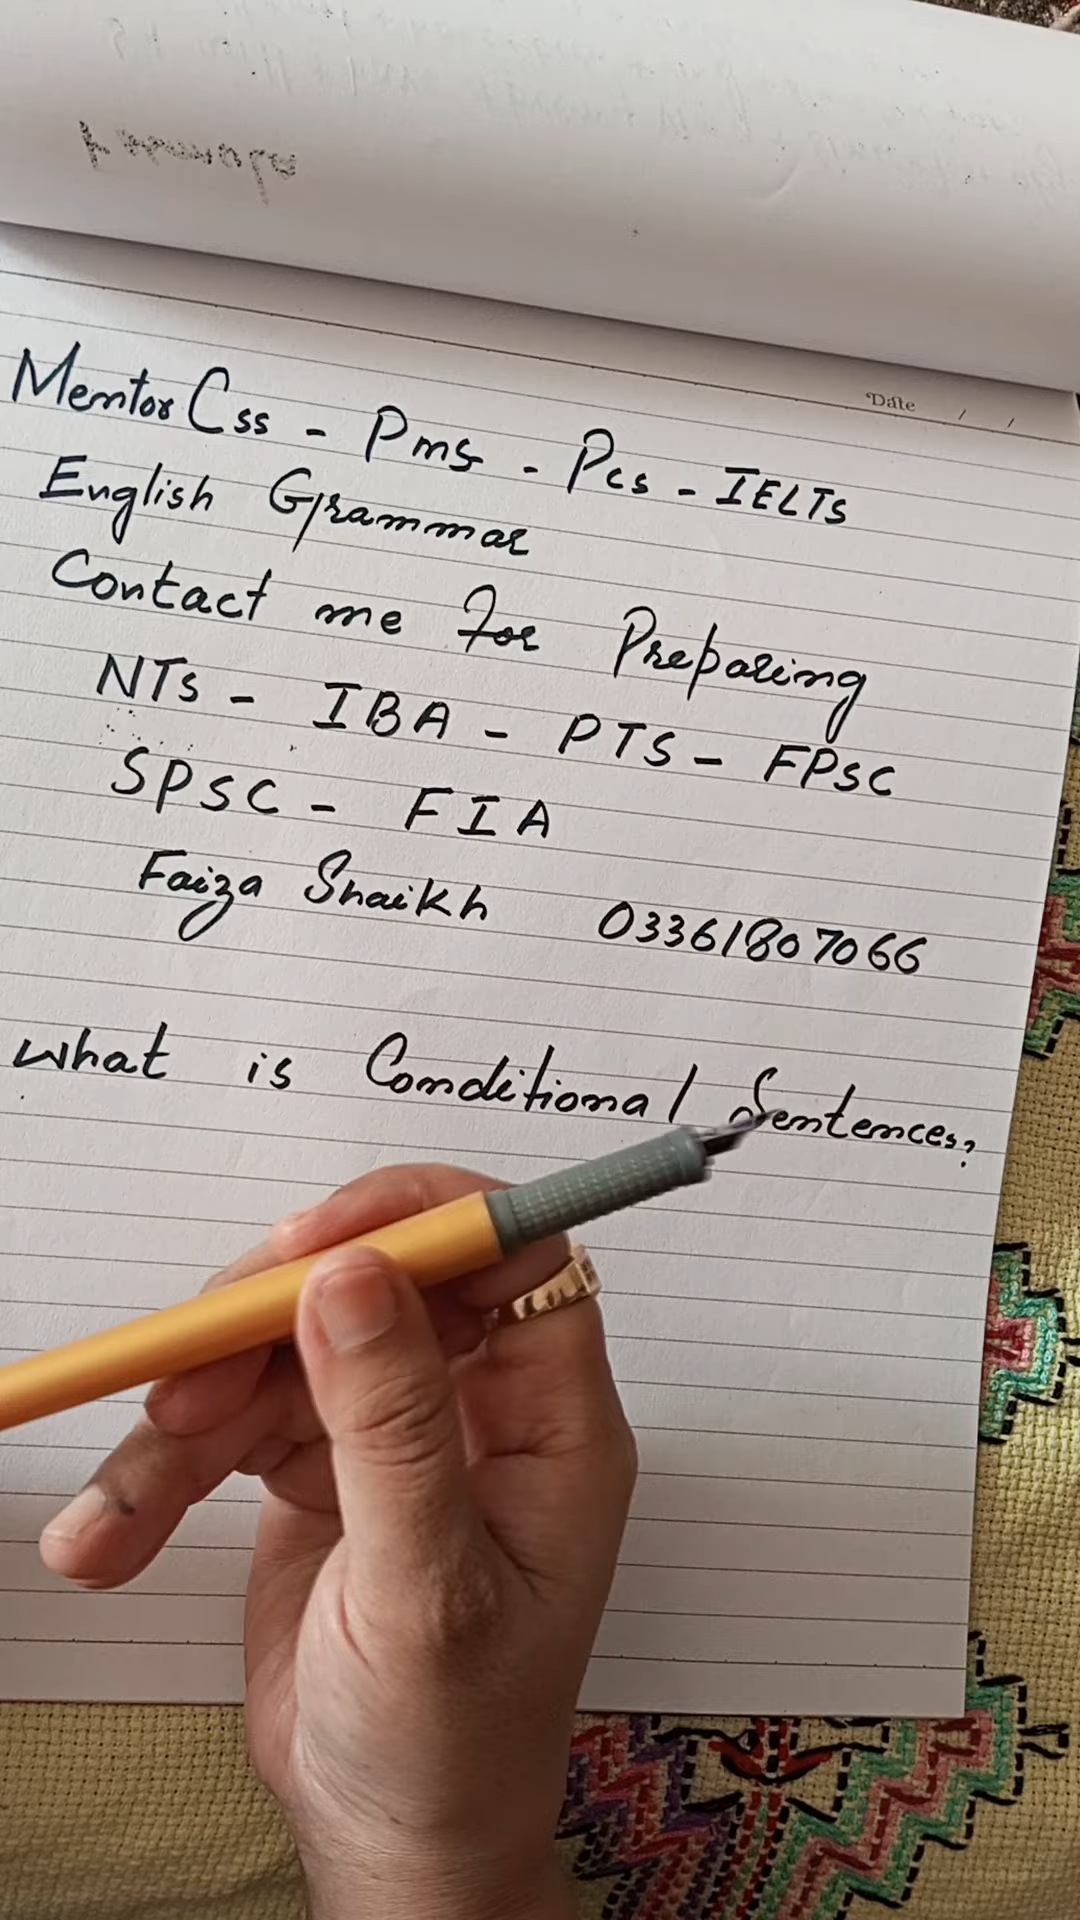 Date / /
Mentor Css - Pms - Pcs - IELTs
English Grammar
Contact me For Preparing
NTs - IBA - PTS - FPSC
SPSC - FIA
Faiza Shaikh 03361807066
What is Conditional Sentences?